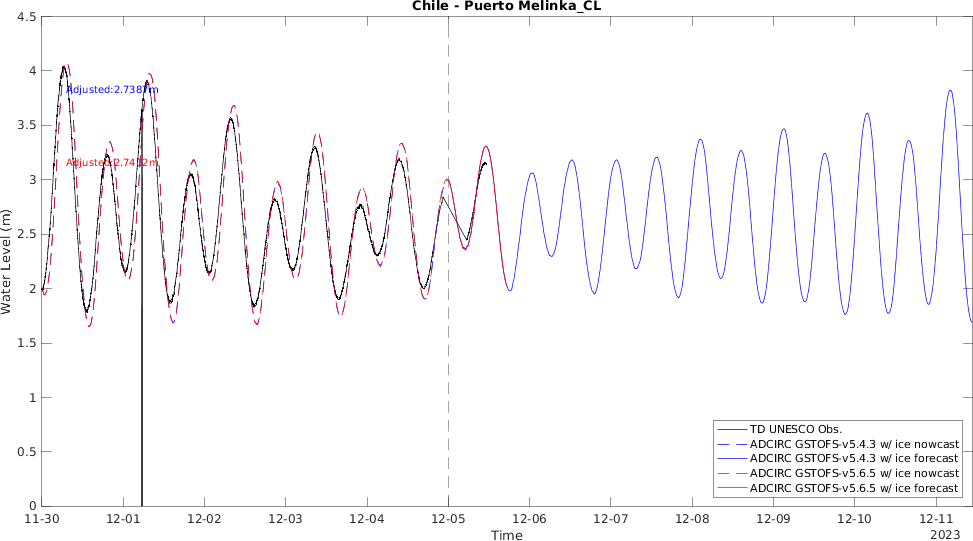 Chile - Puerto Melinka_CL
4.5
4
3.5
3
2.5
2
1.5
1
0.5
0
Water Level (m)
Adjusted:2.7387m
Adjusted:2.7472m
TD UNESCO Obs.
ADCIRC GSTOFS-v5.4.3 w/ ice nowcast
ADCIRC GSTOFS-v5.4.3 w/ ice forecast
ADCIRC GSTOFS-v5.6.5 w/ ice nowcast
ADCIRC GSTOFS-v5.6.5 w/ ice forecast
11-30 12-01 12-02 12-03 12-04 12-05 12-06 12-07 12-08 12-09 12-10 12-11
Time
2023